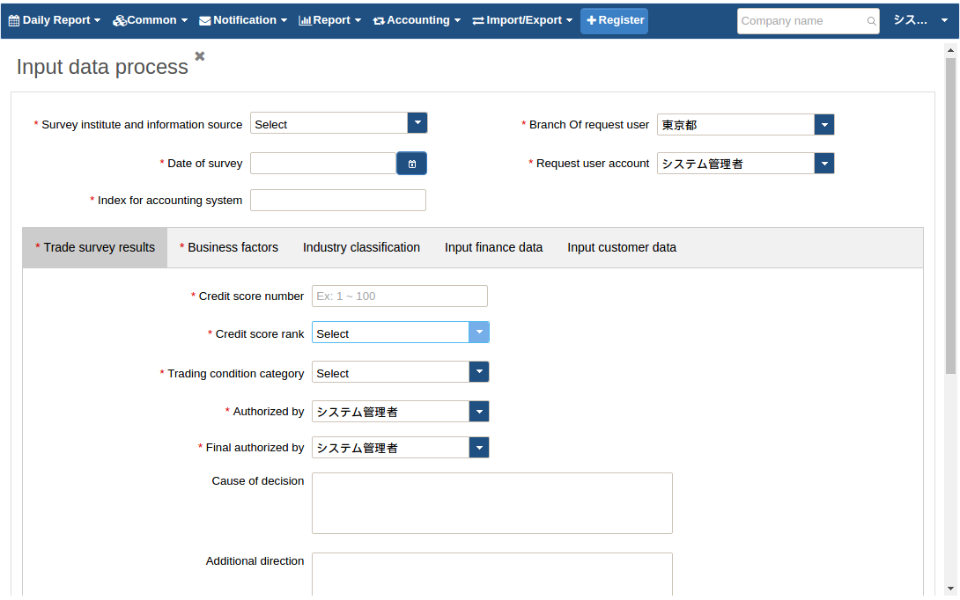 Daily Report Common Notification Report Accounting Import/Export Register Company name シス...
Input data process
* Survey institute and information source Select * Branch Of request user 東京都
* Date of survey * Request user account システム管理者
* Index for accounting system
* Trade survey results * Business factors Industry classification Input finance data Input customer data
* Credit score number Ex: 1 ~ 100
* Credit score rank Select
* Trading condition category Select
* Authorized by システム管理者
* Final authorized by システム管理者
Cause of decision
Additional direction